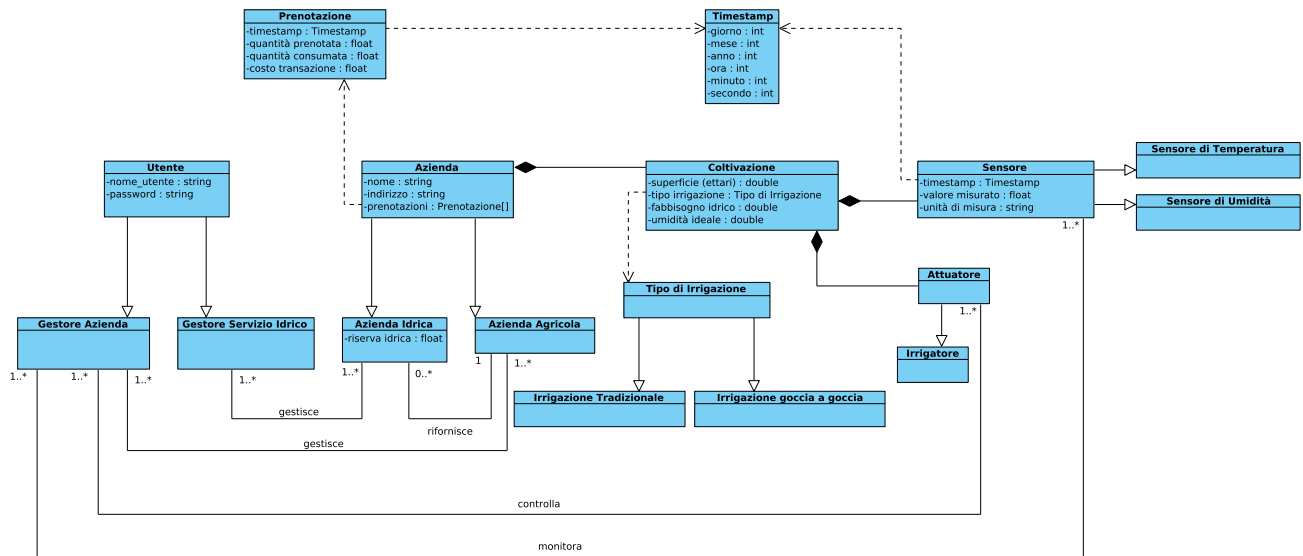 Prenotazione
-timestamp : Timestamp
-quantità prenotata : float
-quantità consumata : float
-costo transazione : float
Timestamp
-giorno : int
-mese : int
-anno : int
-ora : int
-minuto : int
-secondo : int
Utente
-nome_utente : string
-password : string
Azienda
-nome : string
-indirizzo : string
-prenotazioni : Prenotazione[]
Coltivazione
-superficie (ettari) : double
-tipo irrigazione : Tipo di Irrigazione
-fabbisogno idrico : double
-umidità ideale : double
Sensore
-timestamp : Timestamp
-valore misurato : float
-unità di misura : string
1..*
Sensore di Temperatura
Sensore di Umidità
Attuatore
1..*
Tipo di Irrigazione
Gestore Azienda
1..*
1..*
1..*
Gestore Servizio Idrico
1..*
Azienda Idrica
-riserva idrica : float
1..*
0..*
Azienda Agricola
1
1..*
Irrigatore
Irrigazione Tradizionale
Irrigazione goccia a goccia
gestisce
rifornisce
gestisce
controlla
monitora